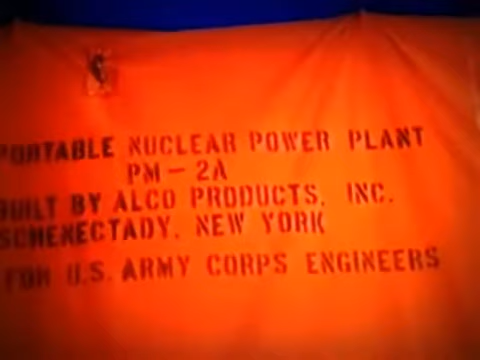 PORTABLE NUCLEAR POWER PLANT
PM-2A
BUILT BY ALCO PRODUCTS, INC.
SCHENECTADY, NEW YORK
FOR U.S. ARMY CORPS ENGINEERS